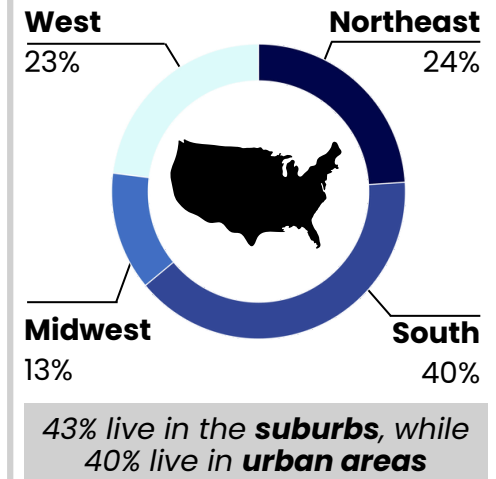 West
23%
Northeast
24%
Midwest
13%
South
40%
43% live in the suburbs, while
40% live in urban areas